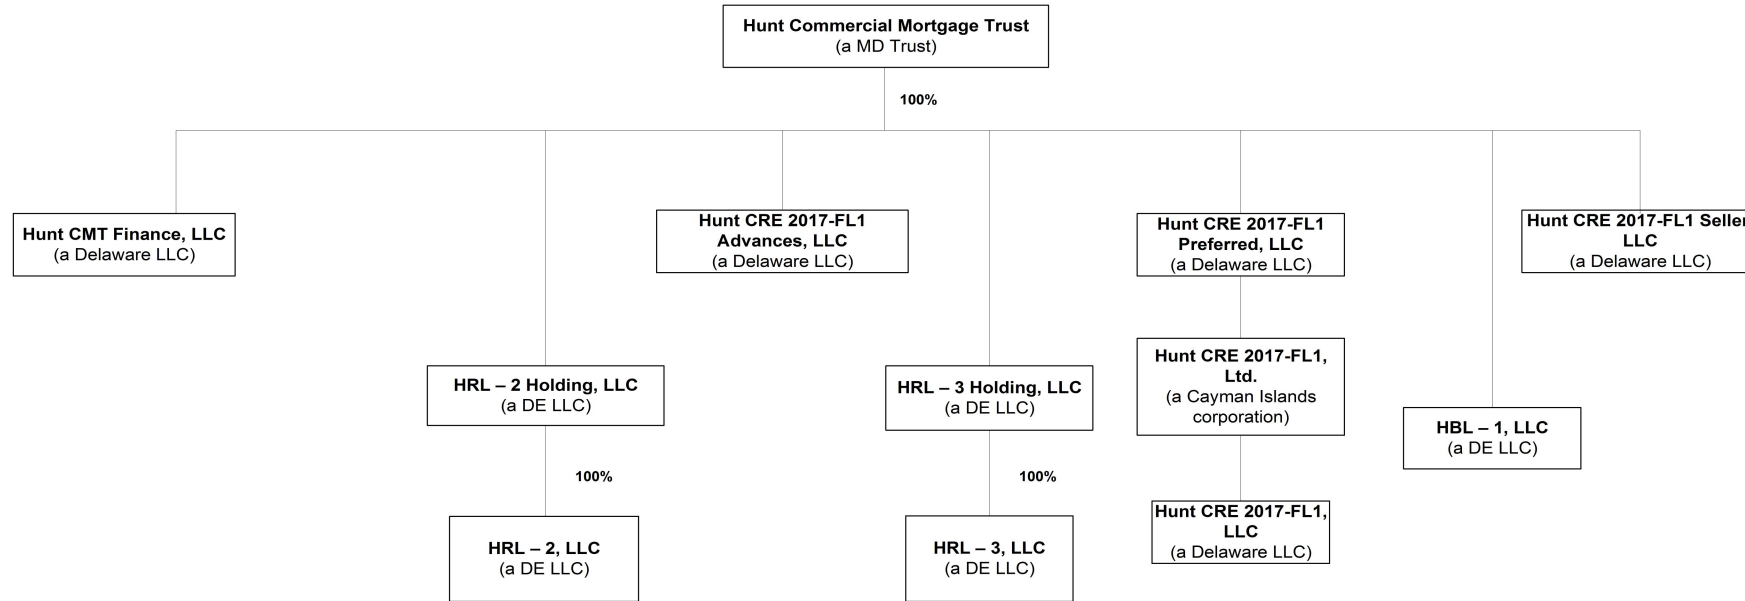 Hunt Commercial Mortgage Trust
(a MD Trust)
100%
Hunt CMT Finance, LLC
(a Delaware LLC)
Hunt CRE 2017-FL1
Advances, LLC
(a Delaware LLC)
Hunt CRE 2017-FL1
Preferred, LLC
(a Delaware LLC)
Hunt CRE 2017-FL1 Seller
LLC
(a Delaware LLC)
HRL – 2 Holding, LLC
(a DE LLC)
HRL – 3 Holding, LLC
(a DE LLC)
Hunt CRE 2017-FL1,
Ltd.
(a Cayman Islands
corporation)
HBL – 1, LLC
(a DE LLC)
100%
100%
HRL – 2, LLC
(a DE LLC)
HRL – 3, LLC
(a DE LLC)
Hunt CRE 2017-FL1,
LLC
(a Delaware LLC)